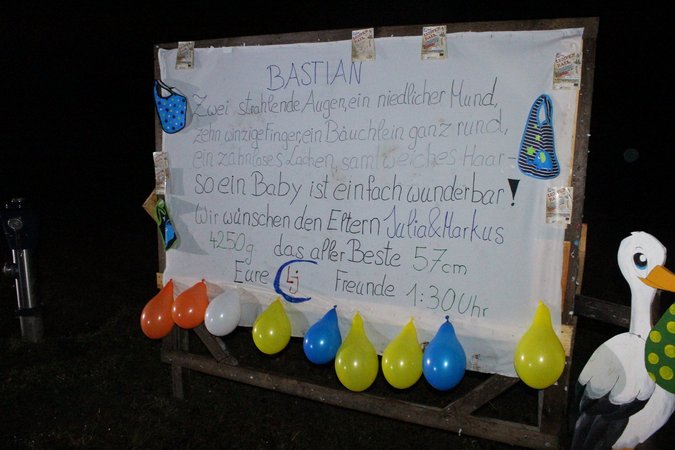 BASTIAN
Zwei strahlende Augen, ein niedlicher Mund,
zehn winzige Finger, ein Bäuchlein ganz rund,
ein zahnloses Lachen, samtweiches Haar-
so ein Baby ist einfach wunderbar!
Wir wünschen den Eltern Julia&Markus
4250g das aller Beste 57cm
Eure Lj Freunde 1:30Uhr